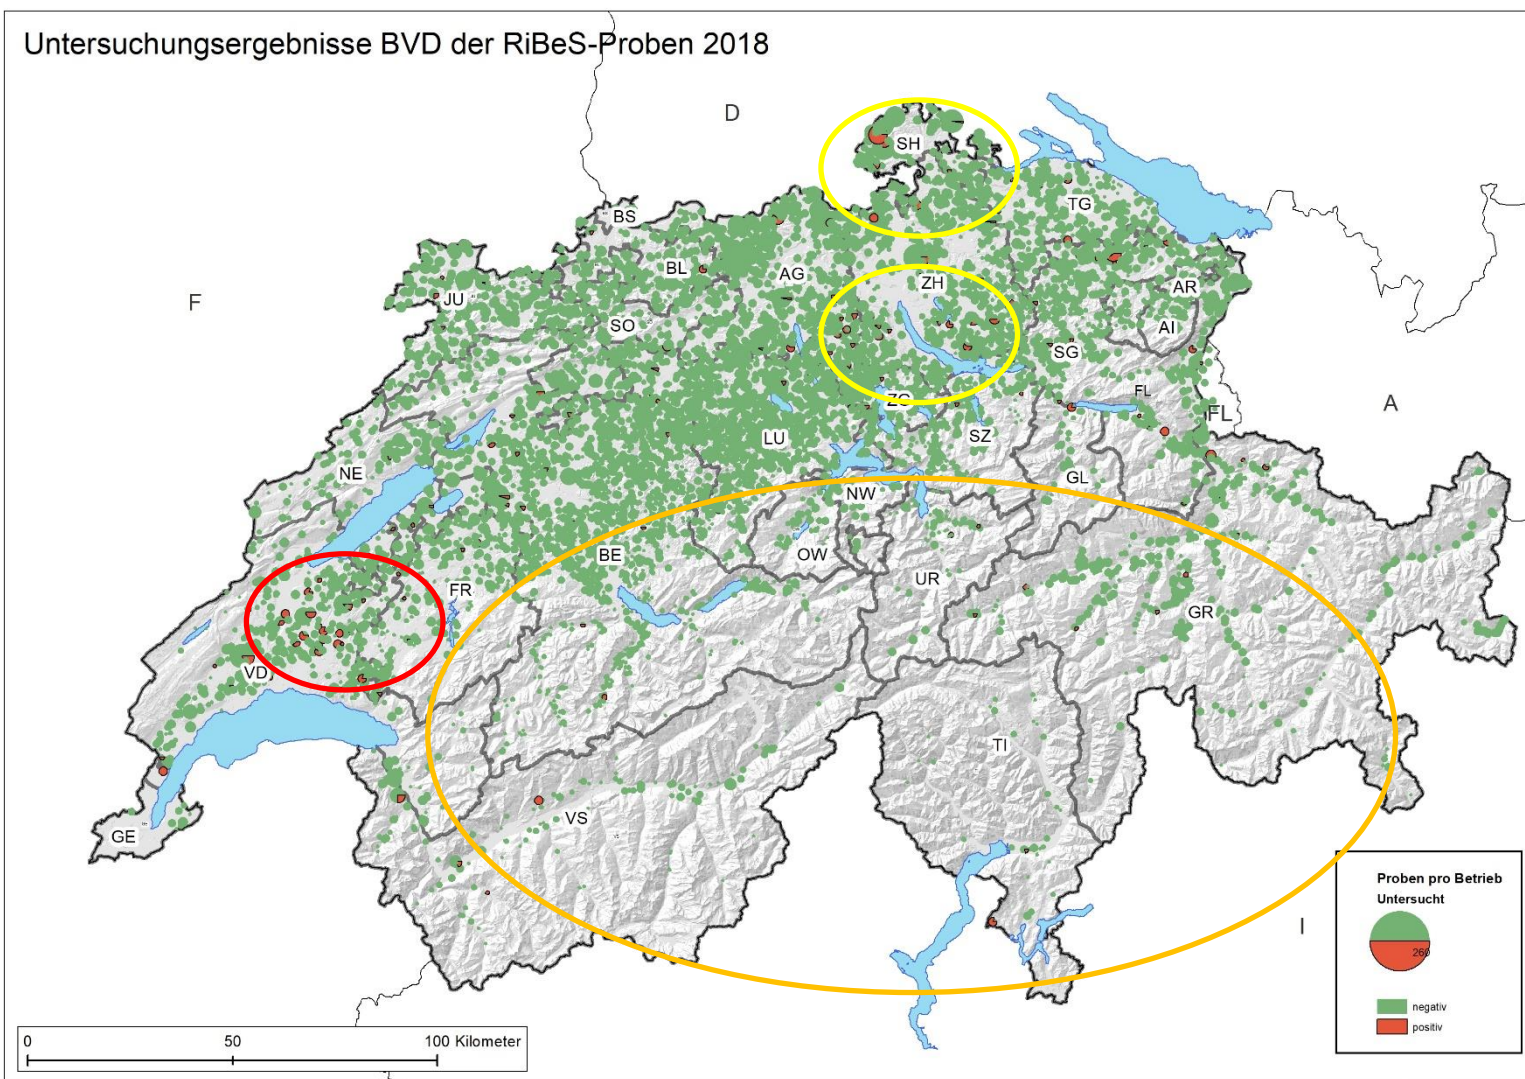 Untersuchungsergebnisse BVD der RiBeS-Proben 2018
D
SH
TG
BS
BL
AG
ZH
AR
F
JU
SO
AI
SG
ZG
FL
FL
A
LU
SZ
NE
NW
GL
BE
OW
FR
UR
GR
VD
TI
VS
GE
I
Proben pro Betrieb
Untersucht
260
negativ
positiv
0 50 100 Kilometer